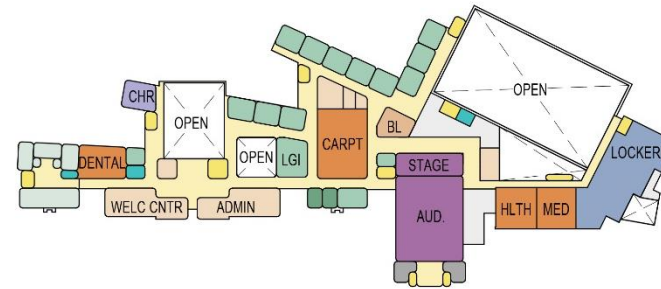 CHR
OPEN
OPEN
DENTAL
OPEN
LGI
CARPT
BL
LOCKER
STAGE
WELC CNTR
ADMIN
AUD.
HLTH
MED